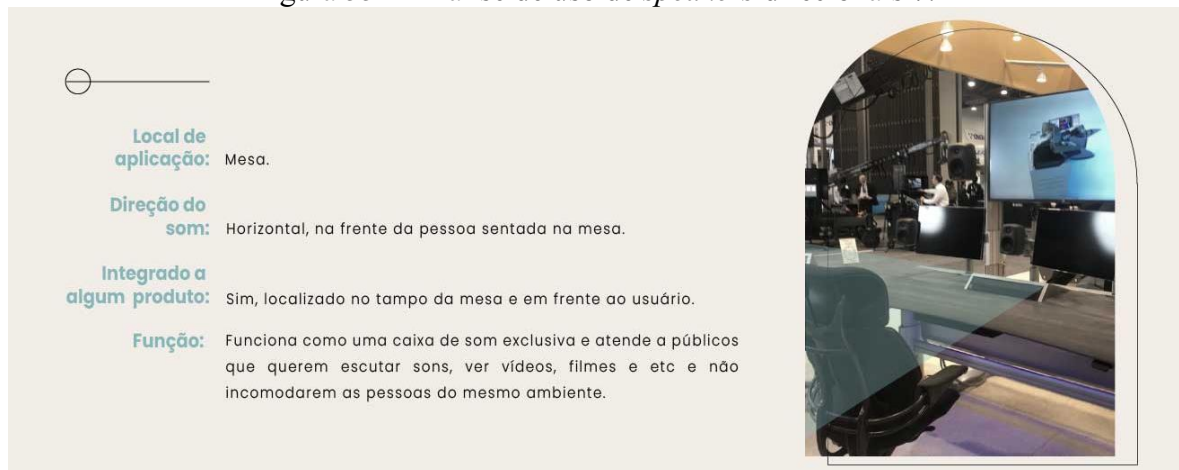 Local de
aplicação: Mesa.
Direção do
som: Horizontal, na frente da pessoa sentada na mesa.
Integrado a
algum produto: Sim, localizado no tampo da mesa e em frente ao usuário.
Função: Funciona como uma caixa de som exclusiva e atende a públicos
que querem escutar sons, ver vídeos, filmes e etc e não
incomodarem as pessoas do mesmo ambiente.